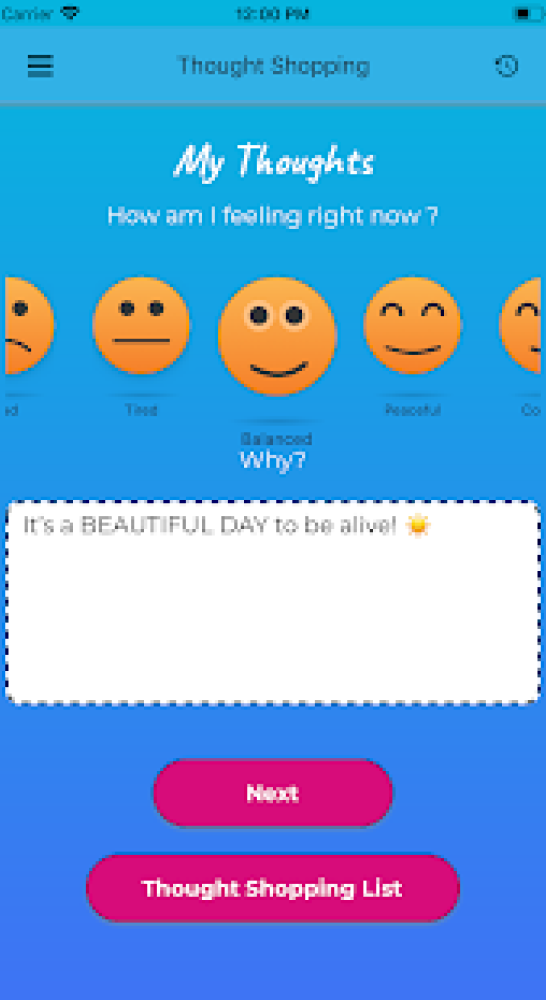 Carrier 12:00 PM
Thought Shopping
My Thoughts
How am I feeling right now ?
Tired
Balanced
Peaceful
Why?
It's a BEAUTIFUL DAY to be alive! ☀️
Next
Thought Shopping List